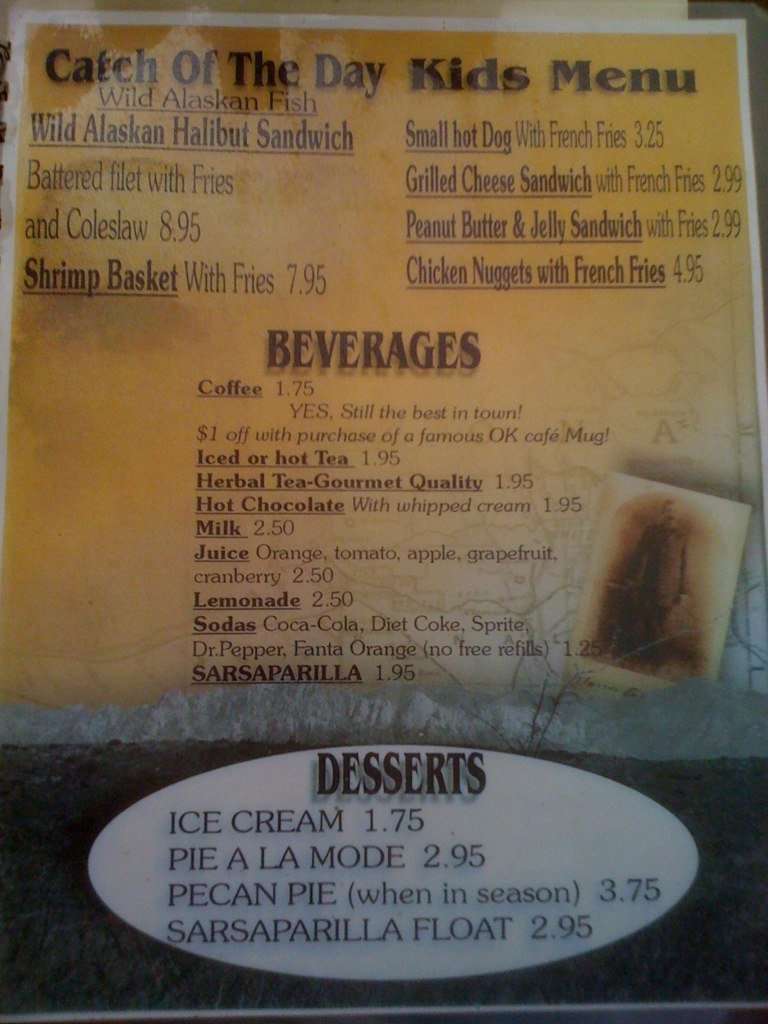 Catch Of The Day
Wild Alaskan Fish
Wild Alaskan Halibut Sandwich
Battered filet with Fries
and Coleslaw 8.95
Shrimp Basket With Fries 7.95
Kids Menu
Small hot Dog With French Fries 3.25
Grilled Cheese Sandwich with French Fries 2.99
Peanut Butter & Jelly Sandwich with Fries 2.99
Chicken Nuggets with French Fries 4.95
BEVERAGES
Coffee 1.75
YES, Still the best in town!
$1 off with purchase of a famous OK café Mug!
Iced or hot Tea 1.95
Herbal Tea-Gourmet Quality 1.95
Hot Chocolate With whipped cream 1.95
Milk 2.50
Juice Orange, tomato, apple, grapefruit,
cranberry 2.50
Lemonade 2.50
Sodas Coca-Cola, Diet Coke, Sprite,
Dr.Pepper, Fanta Orange (no free refills) 1.25
SARSAPARILLA 1.95
DESSERTS
ICE CREAM 1.75
PIE A LA MODE 2.95
PECAN PIE (when in season) 3.75
SARSAPARILLA FLOAT 2.95